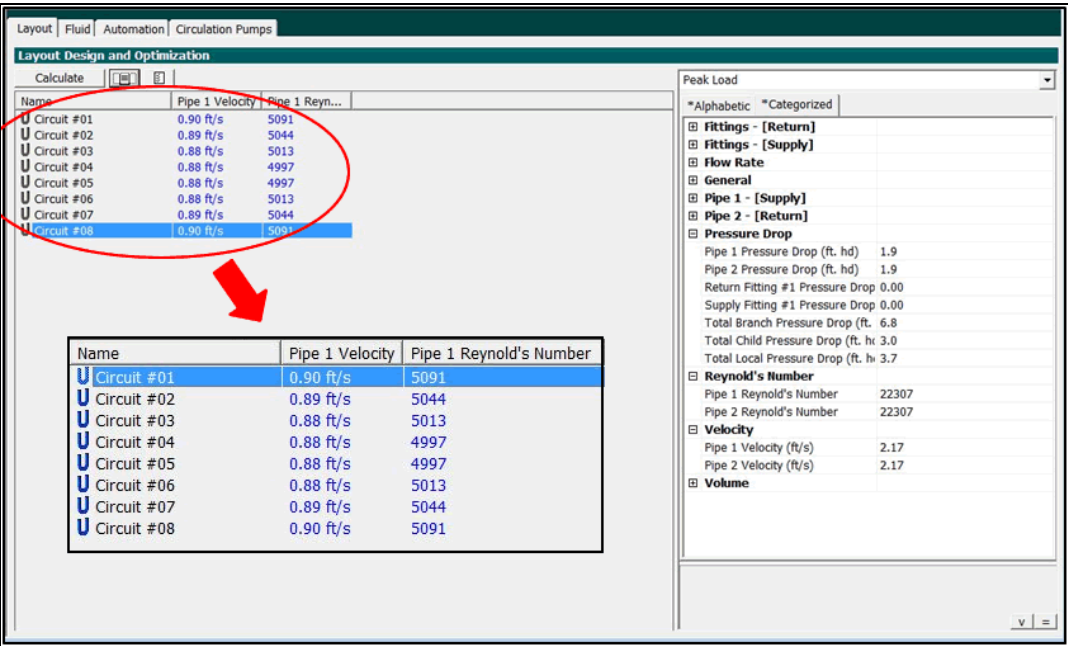 Layout Fluid Automation Circulation Pumps
Layout Design and Optimization
Calculate
Name Pipe 1 Velocity Pipe 1 Reyn...
Circuit #01 0.90 ft/s 5091
Circuit #02 0.89 ft/s 5044
Circuit #03 0.88 ft/s 5013
Circuit #04 0.88 ft/s 4997
Circuit #05 0.88 ft/s 4997
Circuit #06 0.88 ft/s 5013
Circuit #07 0.89 ft/s 5044
Circuit #08 0.90 ft/s 5091
Name Pipe 1 Velocity Pipe 1 Reynold's Number
Circuit #01 0.90 ft/s 5091
Circuit #02 0.89 ft/s 5044
Circuit #03 0.88 ft/s 5013
Circuit #04 0.88 ft/s 4997
Circuit #05 0.88 ft/s 4997
Circuit #06 0.88 ft/s 5013
Circuit #07 0.89 ft/s 5044
Circuit #08 0.90 ft/s 5091
Peak Load
*Alphabetic *Categorized
Fittings - [Return]
Fittings - [Supply]
Flow Rate
General
Pipe 1 - [Supply]
Pipe 2 - [Return]
Pressure Drop
Pipe 1 Pressure Drop (ft. hd) 1.9
Pipe 2 Pressure Drop (ft. hd) 1.9
Return Fitting #1 Pressure Drop 0.00
Supply Fitting #1 Pressure Drop 0.00
Total Branch Pressure Drop (ft. 6.8
Total Child Pressure Drop (ft. hc 3.0
Total Local Pressure Drop (ft. h 3.7
Reynold's Number
Pipe 1 Reynold's Number 22307
Pipe 2 Reynold's Number 22307
Velocity
Pipe 1 Velocity (ft/s) 2.17
Pipe 2 Velocity (ft/s) 2.17
Volume
v =